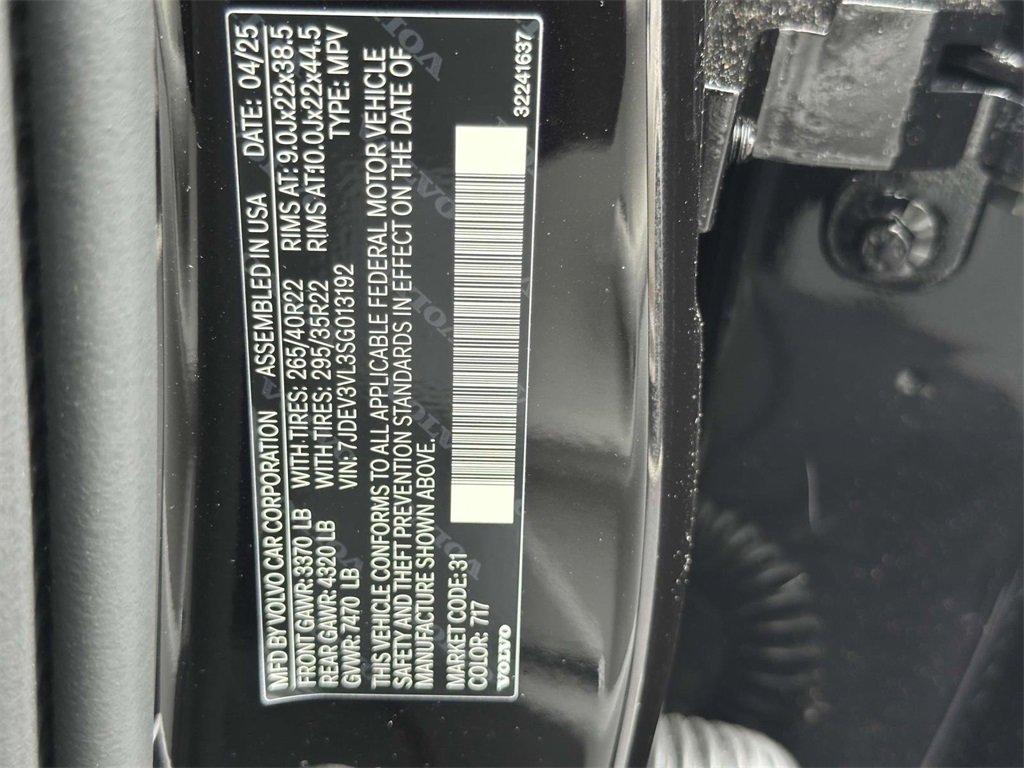 MFD BY VOLVO CAR CORPORATION ASSEMBLED IN USA DATE: 04/25
FRONT GAWR:3370 LB WITH TIRES: 265/40R22 RIMS AT: 9.0Jx22x38.5
REAR GAWR:4320 LB WITH TIRES: 295/35R22 RIMS AT:10.0Jx22x44.5
GVWR:7470 LB VIN:7JDEV3VL3SG013192 TYPE: MPV
THIS VEHICLE CONFORMS TO ALL APPLICABLE FEDERAL MOTOR VEHICLE
SAFETY AND THEFT PREVENTION STANDARDS IN EFFECT ON THE DATE OF
MANUFACTURE SHOWN ABOVE.
MARKET CODE:31
COLOR: 717
VOLVO
32241637